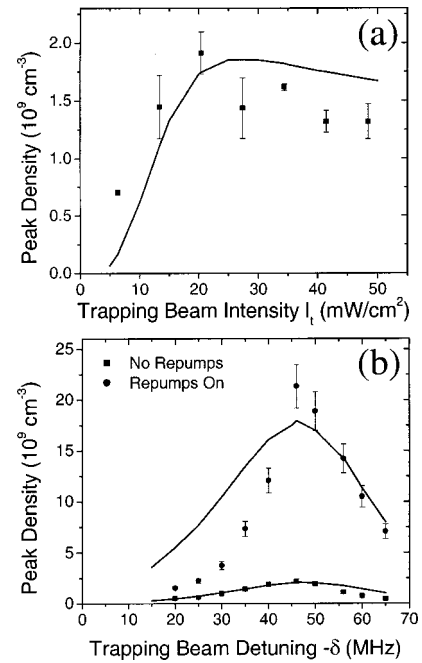 (a)
2.0
1.5
1.0
0.5
0.0
Peak Density (10⁹ cm⁻³)
0 10 20 30 40 50
Trapping Beam Intensity Iₜ (mW/cm²)
(b)
No Repumps
Repumps On
25
20
15
10
5
0
Peak Density (10⁹ cm⁻³)
0 10 20 30 40 50 60 70
Trapping Beam Detuning -δ (MHz)